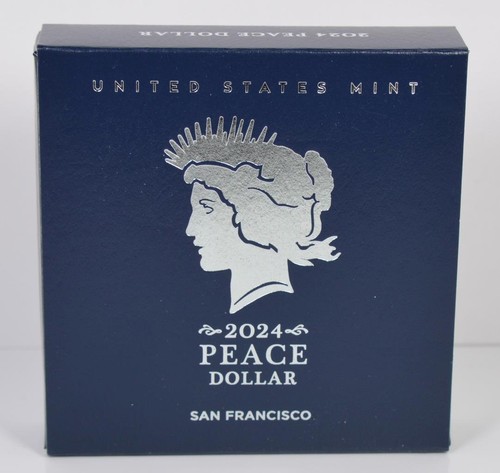 2024 PEACE DOLLAR
UNITED STATES MINT
2024
PEACE
DOLLAR
SAN FRANCISCO